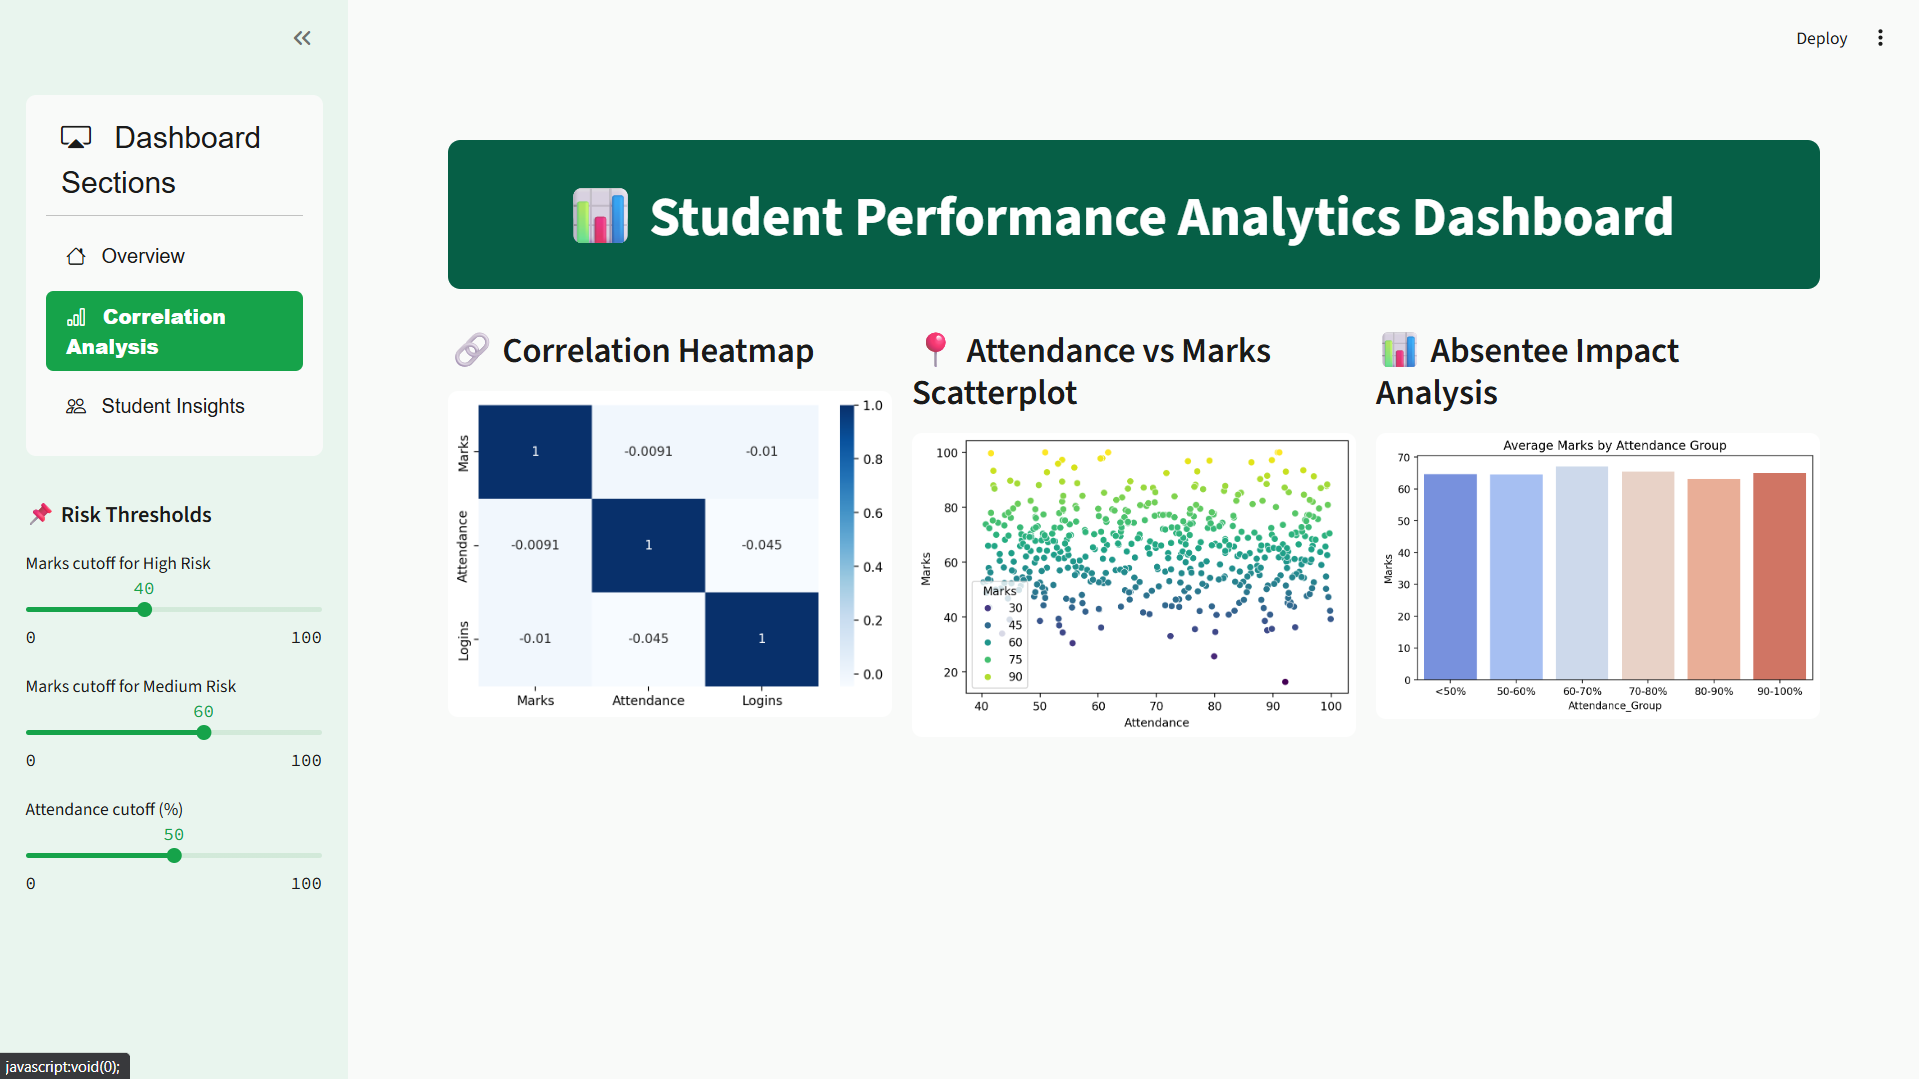 Deploy
Dashboard
Sections
Overview
Correlation
Analysis
Student Insights
Risk Thresholds
Marks cutoff for High Risk
40
0 100
Marks cutoff for Medium Risk
60
0 100
Attendance cutoff (%)
50
0 100
Student Performance Analytics Dashboard
Correlation Heatmap
Marks
Attendance
Logins
1 -0.0091 -0.01
-0.0091 1 -0.045
-0.01 -0.045 1
Marks Attendance Logins
1.0
0.8
0.6
0.4
0.2
0.0
Attendance vs Marks
Scatterplot
100
80
60
40
20
Marks
Marks
30
45
60
75
90
40 50 60 70 80 90 100
Attendance
Absentee Impact
Analysis
Average Marks by Attendance Group
70
60
50
40
30
20
10
0
Marks
<50% 50-60% 60-70% 70-80% 80-90% 90-100%
Attendance_Group
javascript:void(0);